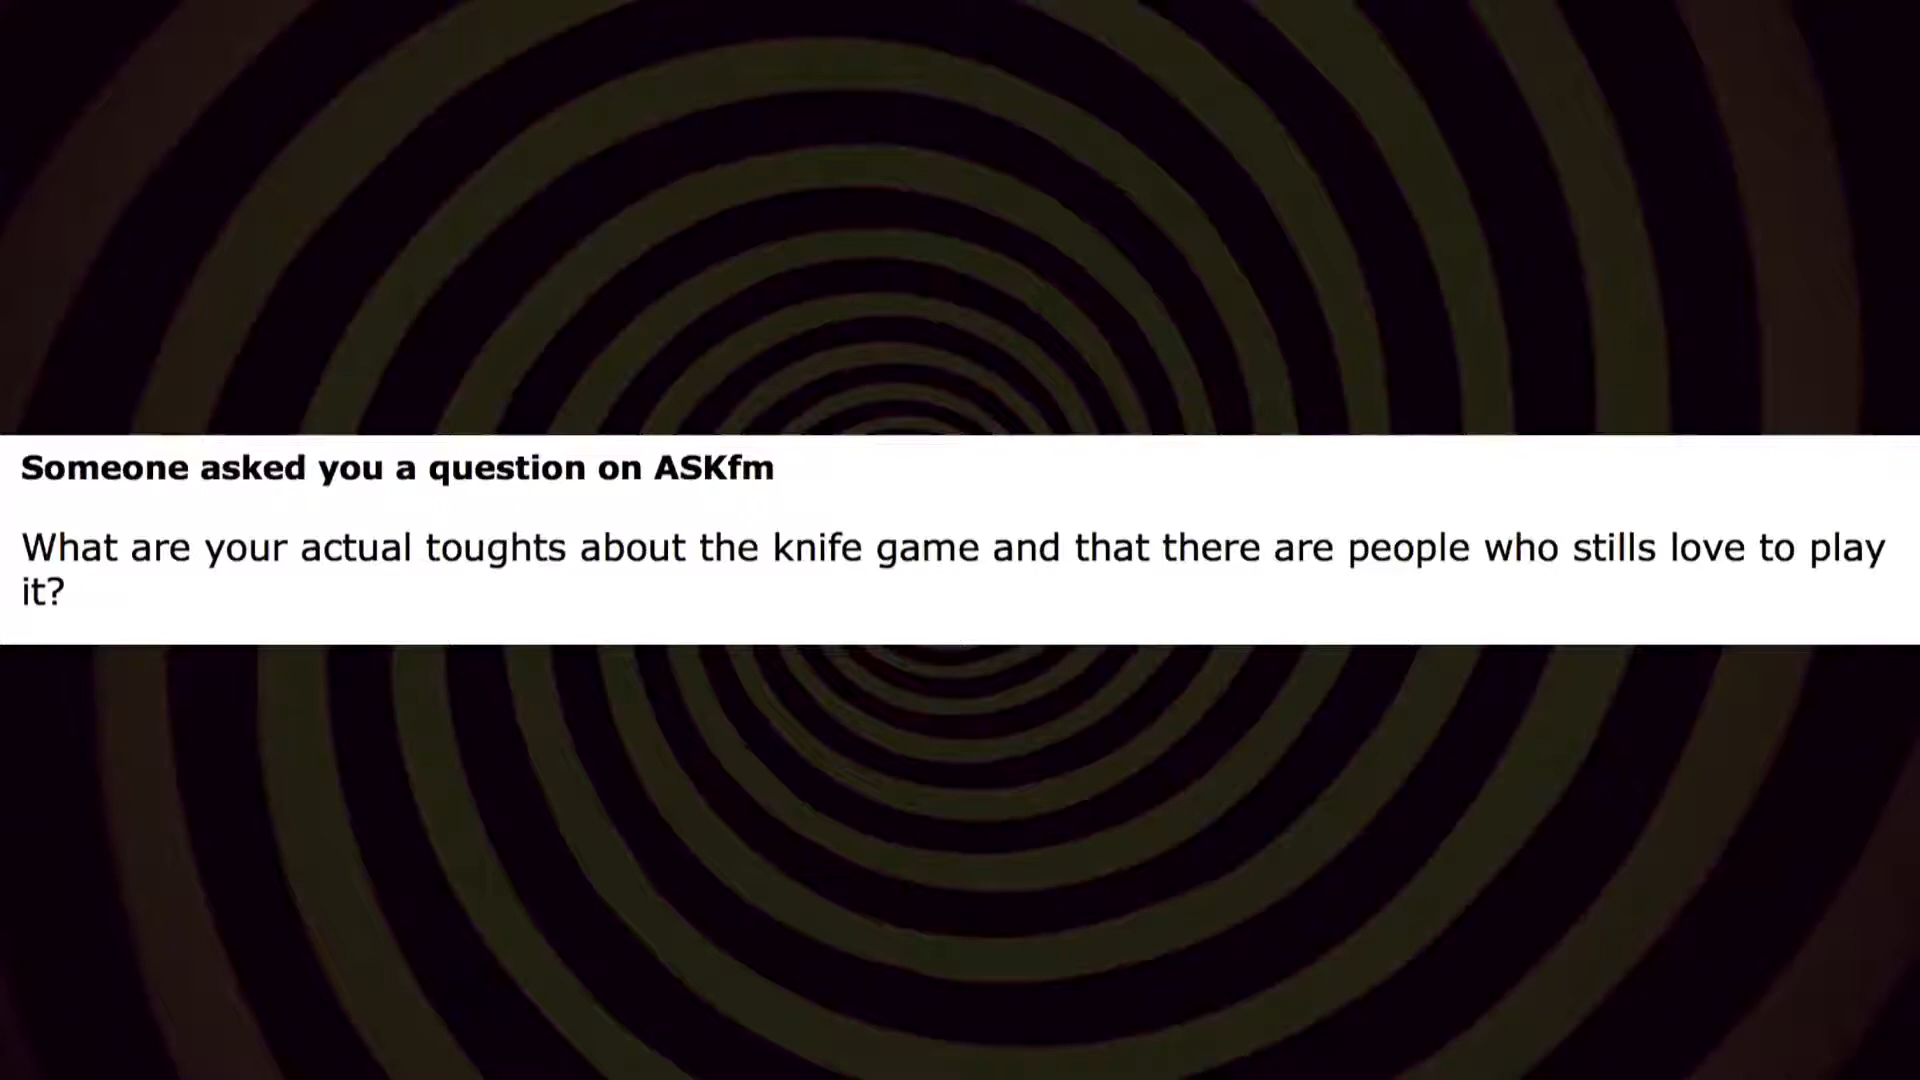 Someone asked you a question on ASKfm
What are your actual toughts about the knife game and that there are people who stills love to play
it?